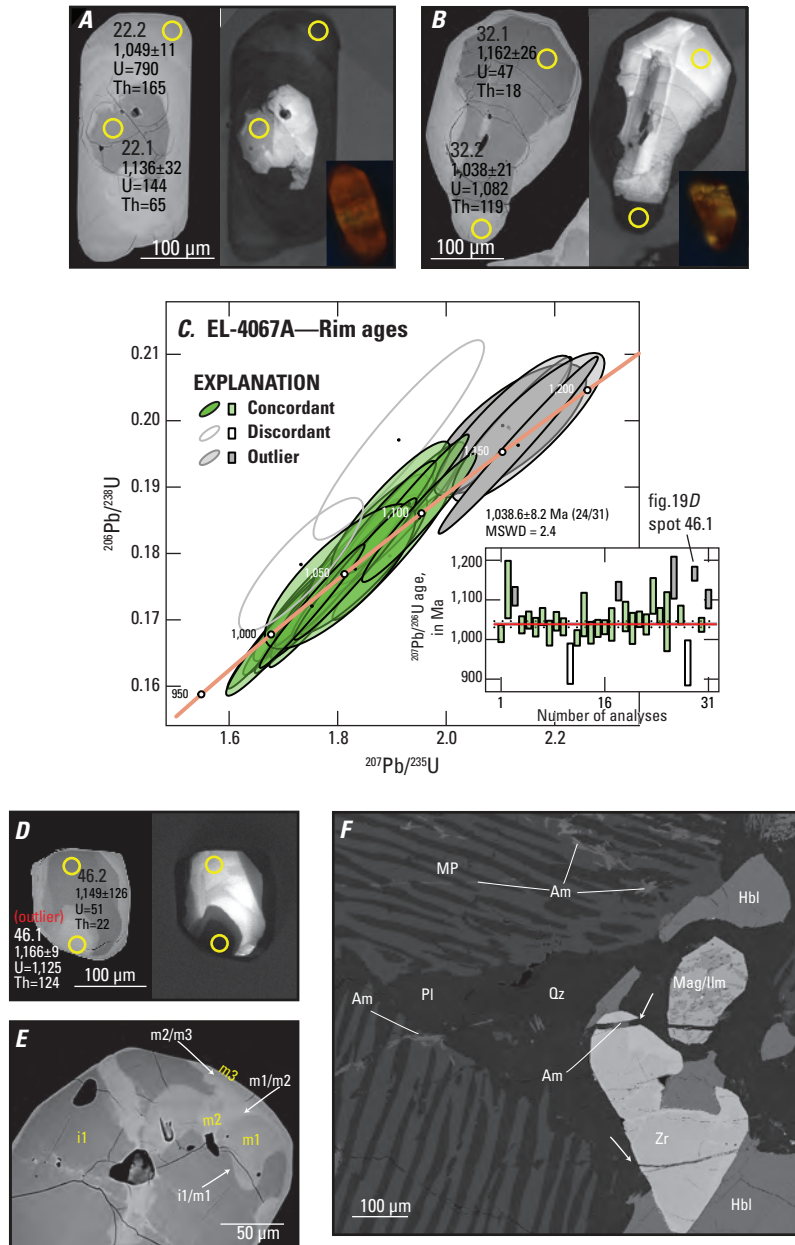 A
22.2
1,049±11
U=790
Th=165
22.1
1,136±32
U=144
Th=65
100 µm
B
32.1
1,162±26
U=47
Th=18
32.2
1,038±21
U=1,082
Th=119
100 µm
C. EL-4067A—Rim ages
EXPLANATION
Concordant
Discordant
Outlier
0.21
0.20
0.19
0.18
0.17
0.16
206Pb/238U
950
1,000
1,050
1,100
1,150
1,200
1.6
1.8
2.0
2.2
207Pb/235U
1,038.6±8.2 Ma (24/31)
MSWD = 2.4
fig.19D
spot 46.1
1,200
1,100
1,000
900
207Pb/206U age,
in Ma
1
16
31
Number of analyses
D
46.2
1,149±126
U=51
Th=22
(outlier)
46.1
1,166±9
U=1,125
Th=124
100 µm
E
m2/m3
m3
m1/m2
m2
m1
i1
i1/m1
50 µm
F
MP
Am
Hbl
Mag/Ilm
Pl
Qz
Am
Am
Zr
Hbl
100 µm